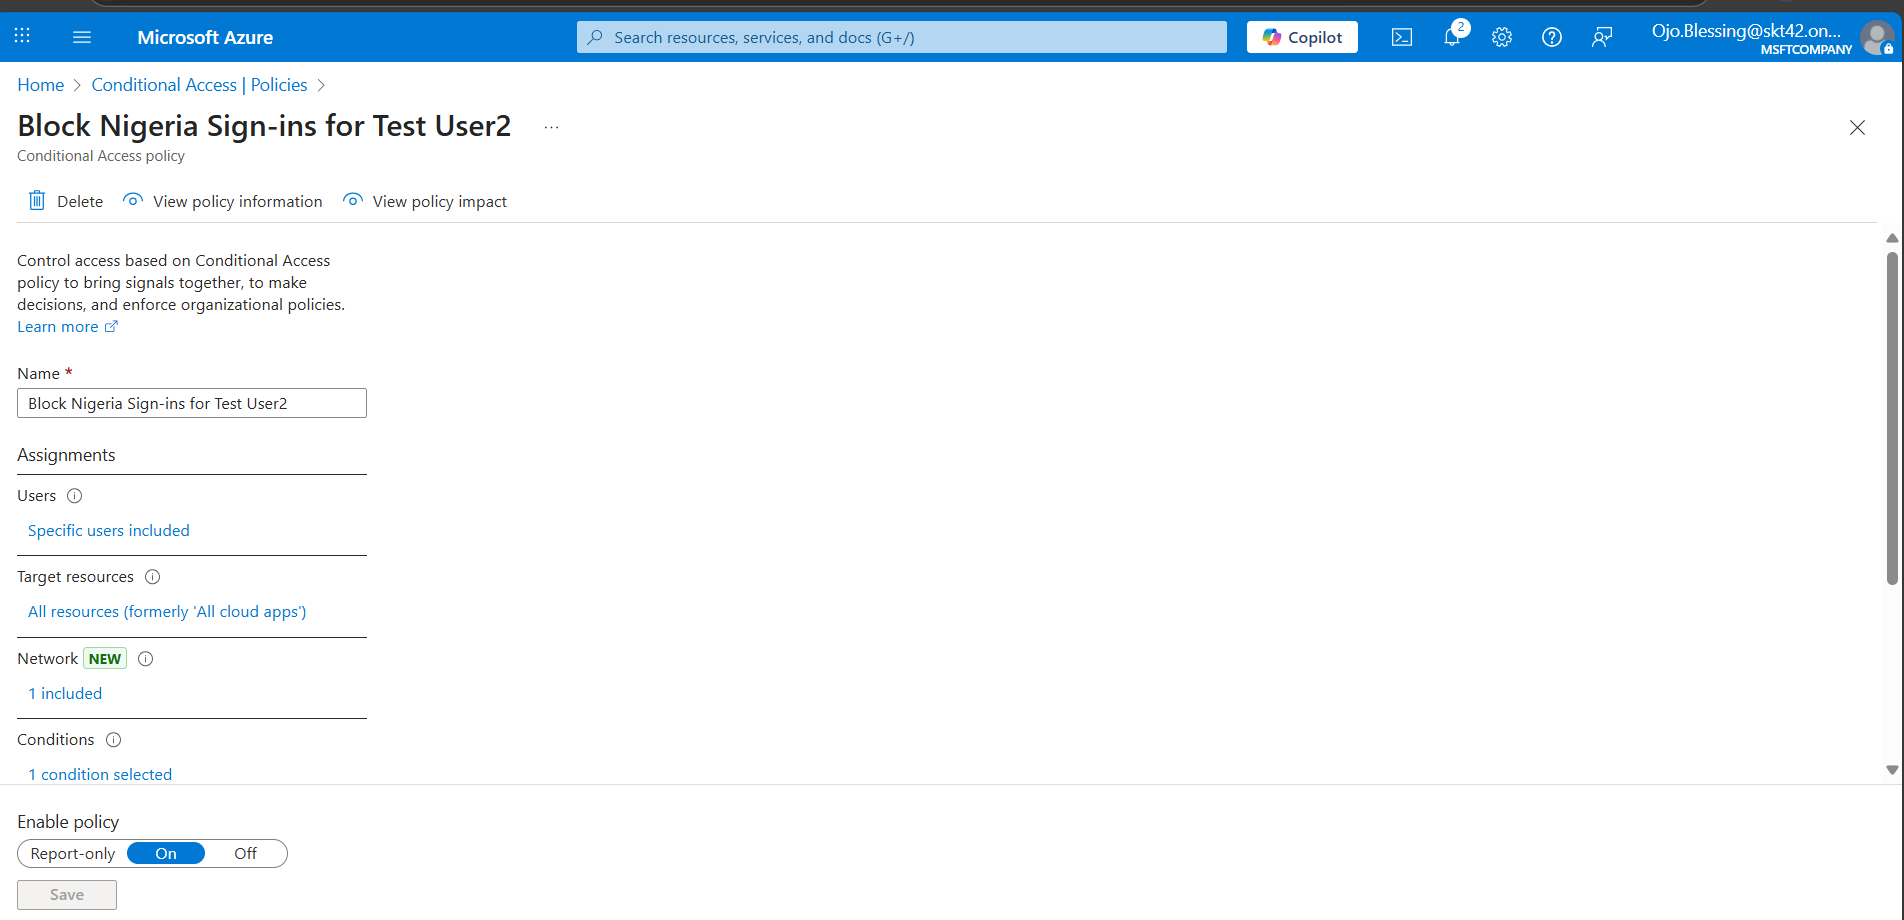 Microsoft Azure
Search resources, services, and docs (G+/)
Copilot
2
Ojo.Blessing@skt42.on...
MSFTCOMPANY
Home > Conditional Access | Policies >
Block Nigeria Sign-ins for Test User2 ...
Conditional Access policy
Delete View policy information View policy impact
Control access based on Conditional Access
policy to bring signals together, to make
decisions, and enforce organizational policies.
Learn more
Name *
Block Nigeria Sign-ins for Test User2
Assignments
Users
Specific users included
Target resources
All resources (formerly 'All cloud apps')
Network NEW
1 included
Conditions
1 condition selected
Enable policy
Report-only On Off
Save